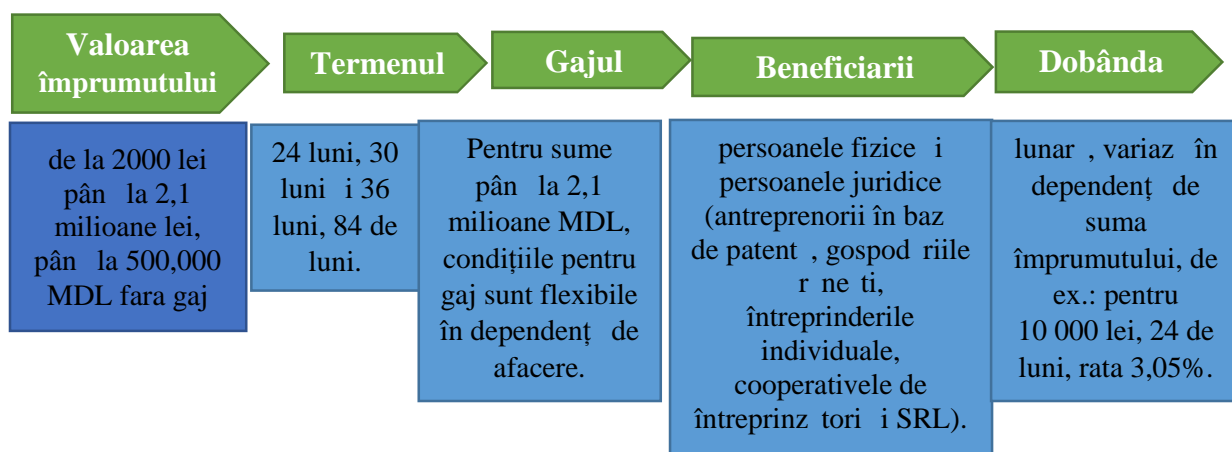 Valoarea
împrumutului
Termenul
Gajul
Beneficiarii
Dobânda
de la 2000 lei
pân la 2,1
milioane lei,
pân la 500,000
MDL fara gaj
24 luni, 30
luni i 36
luni, 84 de
luni.
Pentru sume
pân la 2,1
milioane MDL,
condițiile pentru
gaj sunt flexibile
în dependenț de
afacere.
persoanele fizice i
persoanele juridice
(antreprenorii în baz
de patent , gospod riile
r ne ti,
întreprinderile
individuale,
cooperativele de
întreprinz tori i SRL).
lunar , variaz în
dependenț de
suma
împrumutului, de
ex.: pentru
10 000 lei, 24 de
luni, rata 3,05%.